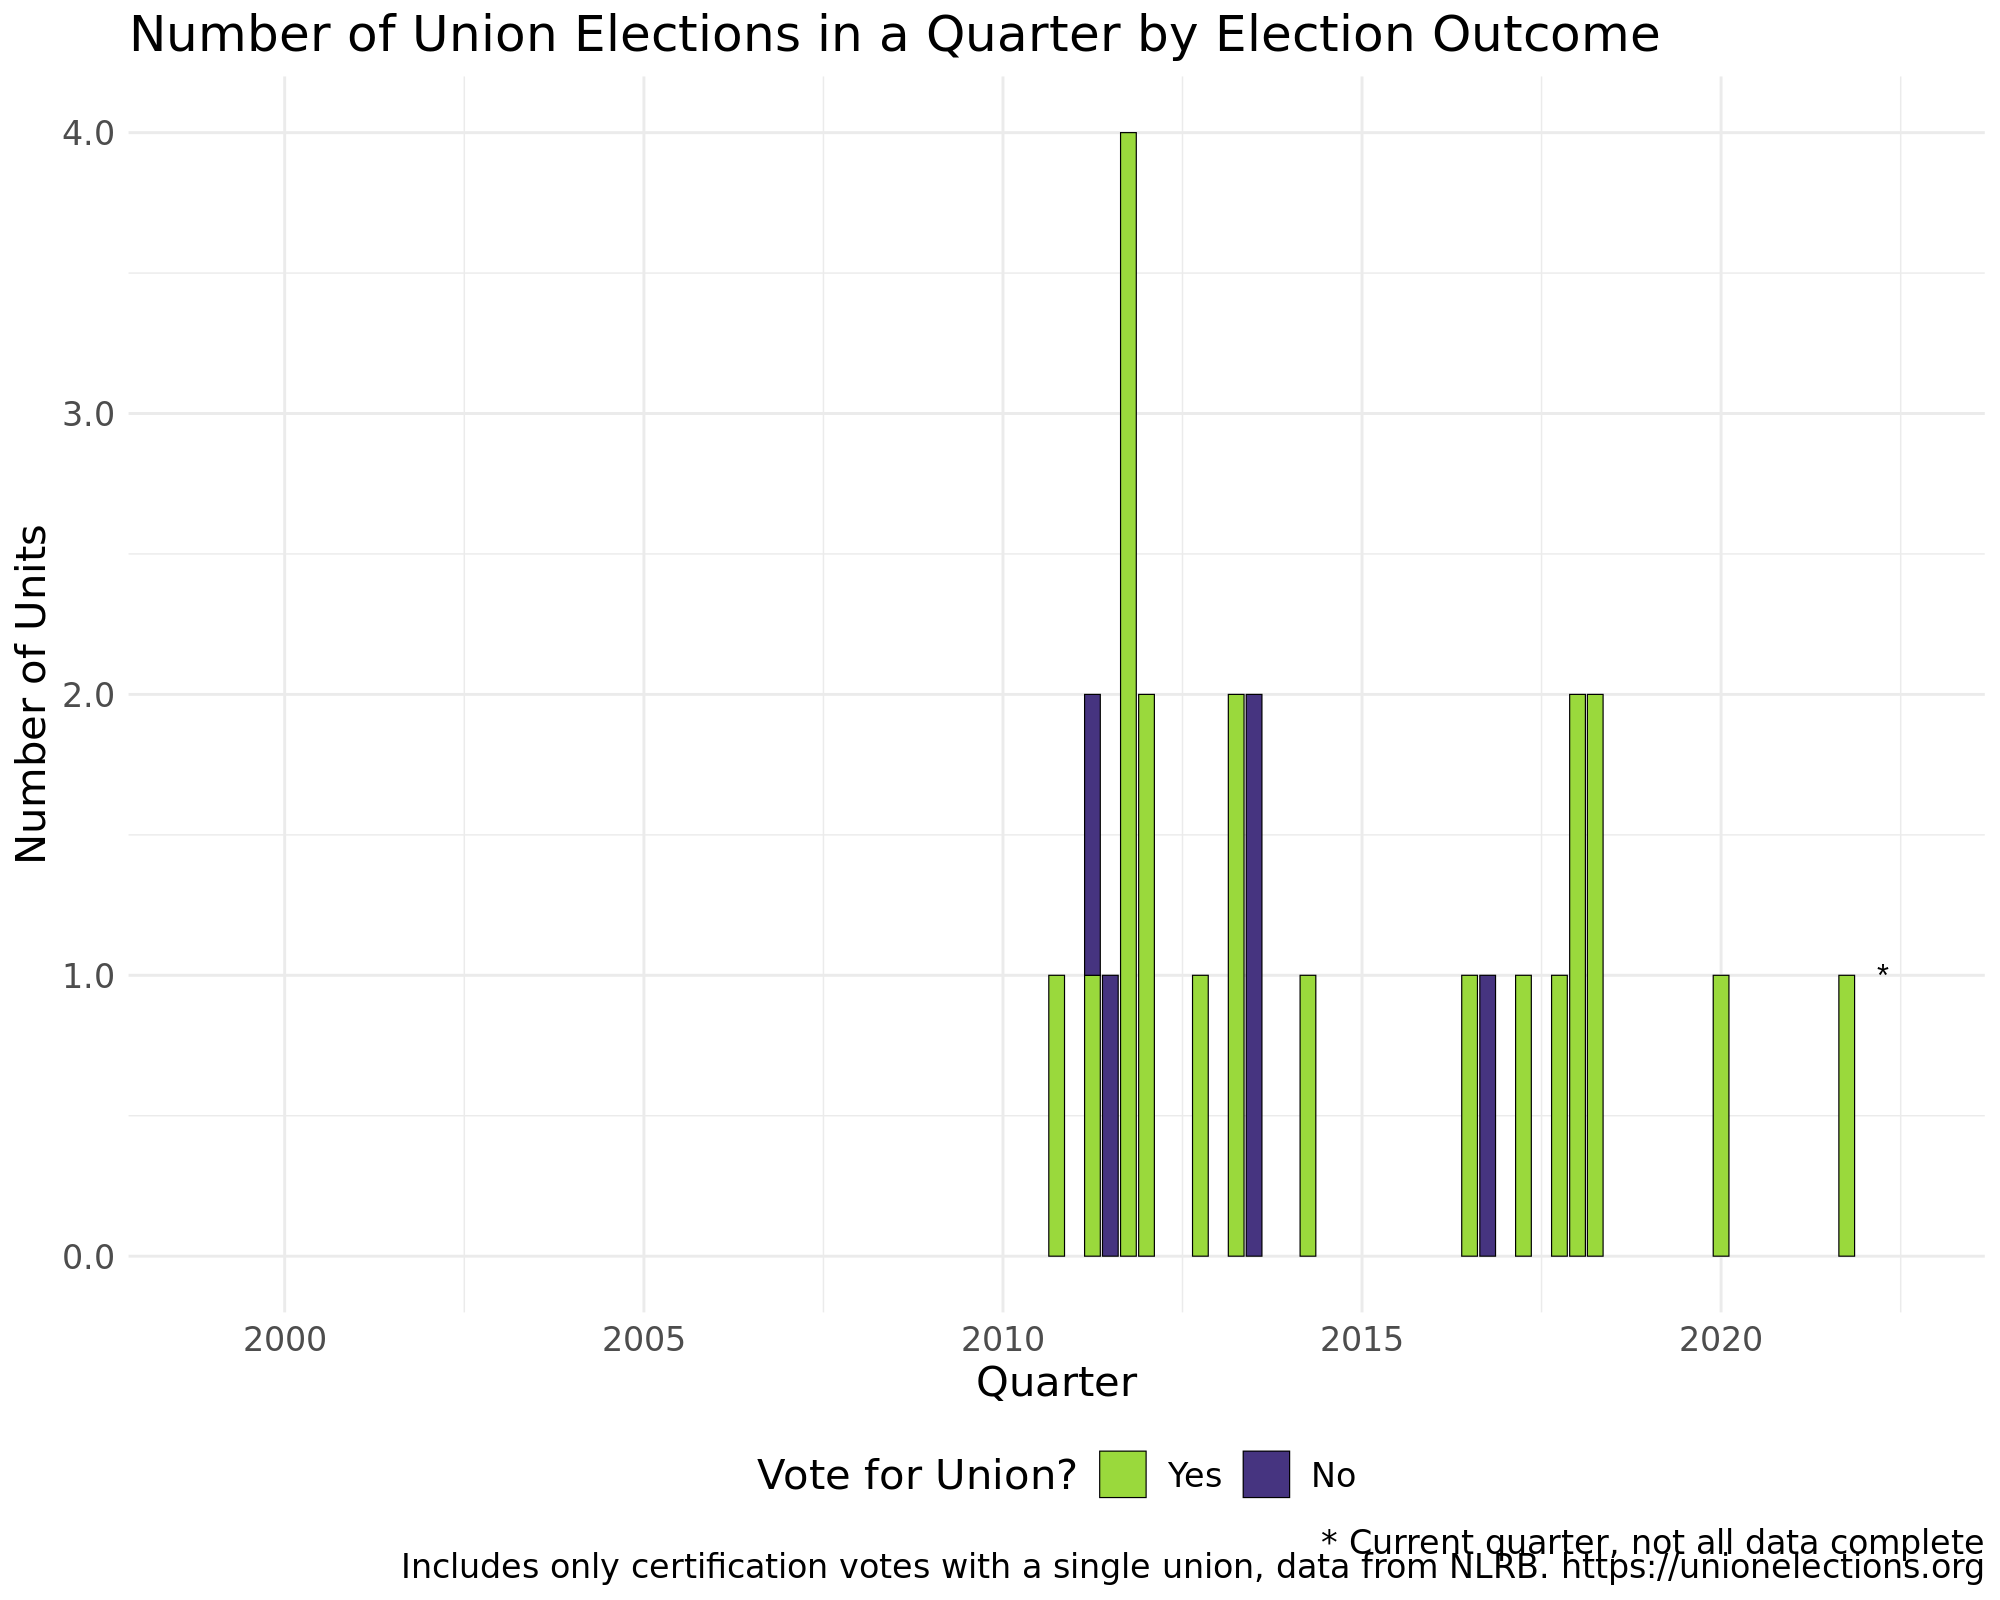 Number of Union Elections in a Quarter by Election Outcome
4.0
3.0
2.0
1.0
0.0
Number of Units
*
2000 2005 2010 2015 2020
Quarter
Vote for Union? Yes No
* Current quarter, not all data complete
Includes only certification votes with a single union, data from NLRB. https://unionelections.org